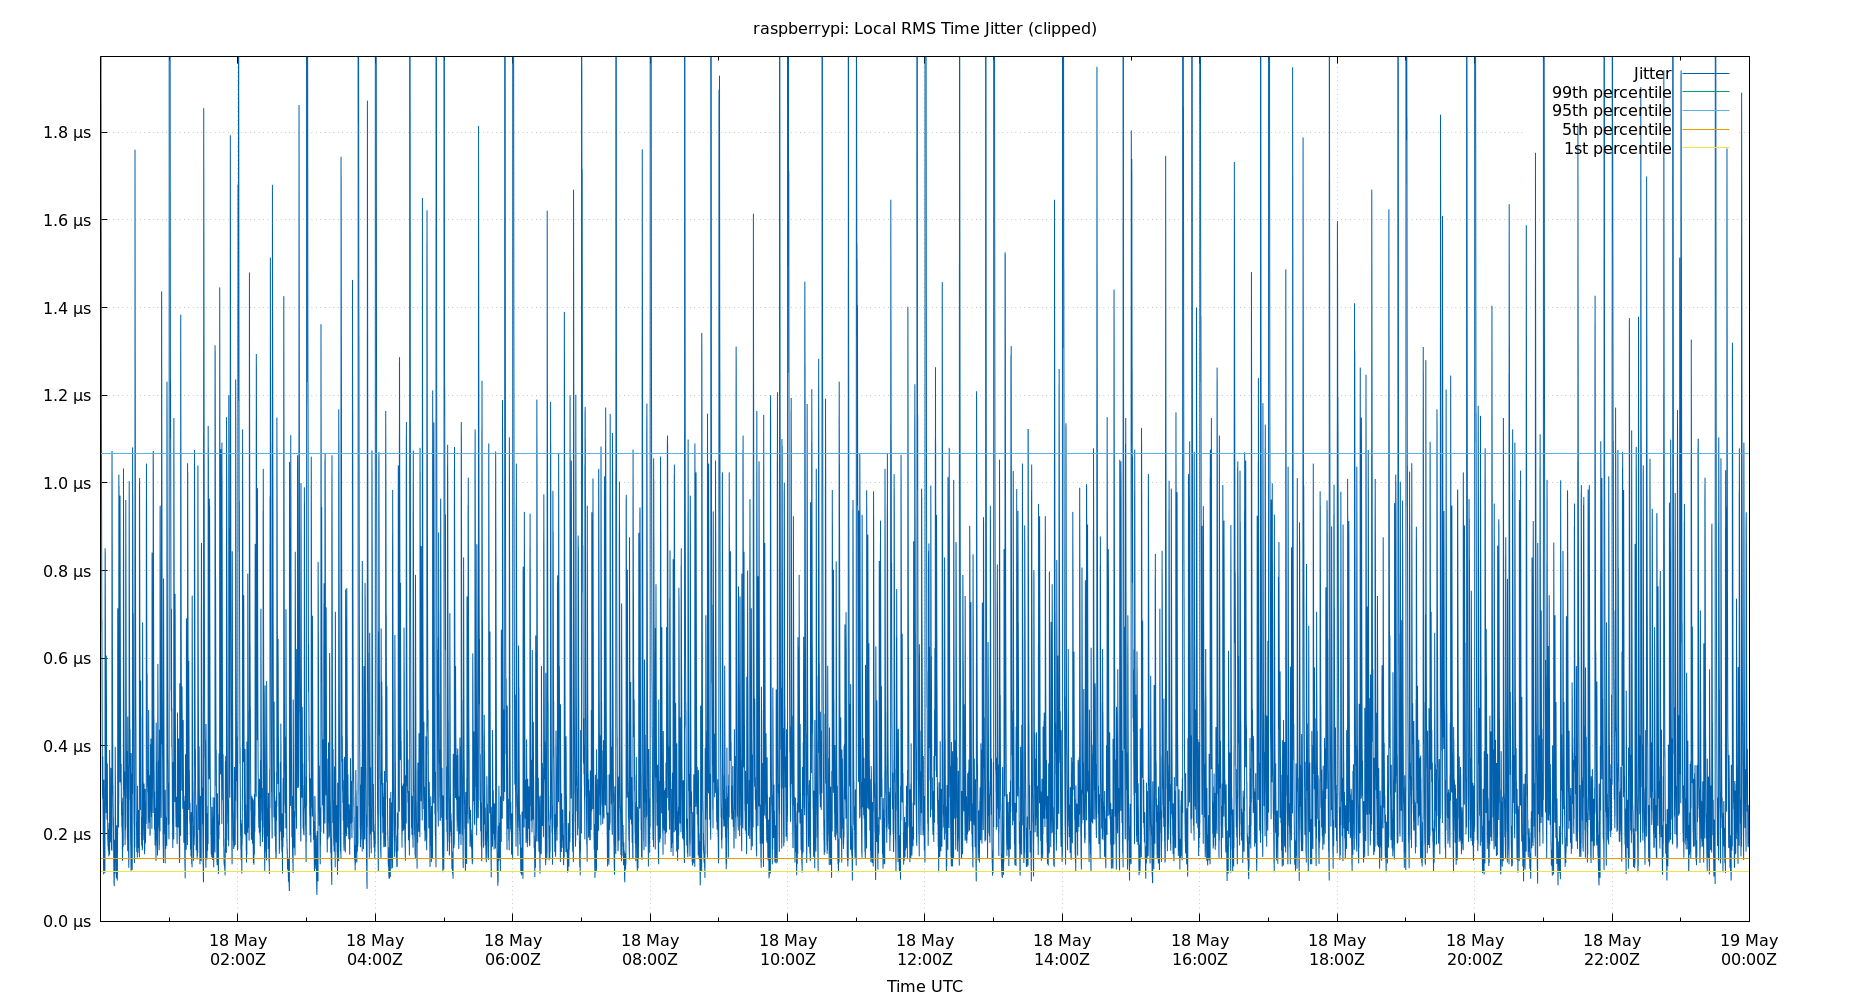 raspberrypi: Local RMS Time Jitter (clipped)
Jitter
99th percentile
95th percentile
5th percentile
1st percentile
1.8 µs
1.6 µs
1.4 µs
1.2 µs
1.0 µs
0.8 µs
0.6 µs
0.4 µs
0.2 µs
0.0 µs
18 May 18 May 18 May 18 May 18 May 18 May 18 May 18 May 18 May 18 May 18 May 19 May
02:00Z 04:00Z 06:00Z 08:00Z 10:00Z 12:00Z 14:00Z 16:00Z 18:00Z 20:00Z 22:00Z 00:00Z
Time UTC